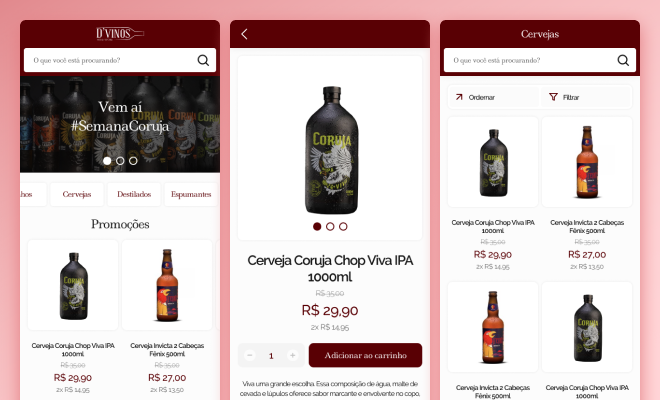 D'VINOS
O que você está procurando?
CORUJA
Vem aí
#SemanaCoruja
hos
Cervejas
Destilados
Espumantes
Promoções
CORUJA
Cerveja Coruja Chop Viva IPA
1000ml
R$ 35,00
R$ 29,90
2x R$ 14,95
Cerveja Invicta 2 Cabeças
Fênix 500ml
R$ 35,00
R$ 27,00
2x R$ 13,50
CORUJA
Cerveja Coruja Chop Viva IPA
1000ml
R$ 35,00
R$ 29,90
2x R$ 14,95
1
Adicionar ao carrinho
Viva uma grande escolha. Essa composição de água, malte de
cevada e lúpulos oferece sabor marcante e envolvente no copo,
Cervejas
O que você está procurando?
Ordernar
Filtrar
CORUJA
Cerveja Coruja Chop Viva IPA
1000ml
R$ 35,00
R$ 29,90
2x R$ 14,95
Cerveja Invicta 2 Cabeças
Fênix 500ml
R$ 35,00
R$ 27,00
2x R$ 13,50
CORUJA
Cerveja Invicta 2 Cabeças
Fênix 500ml
Cerveja Coruja Chop Viva IPA
1000ml